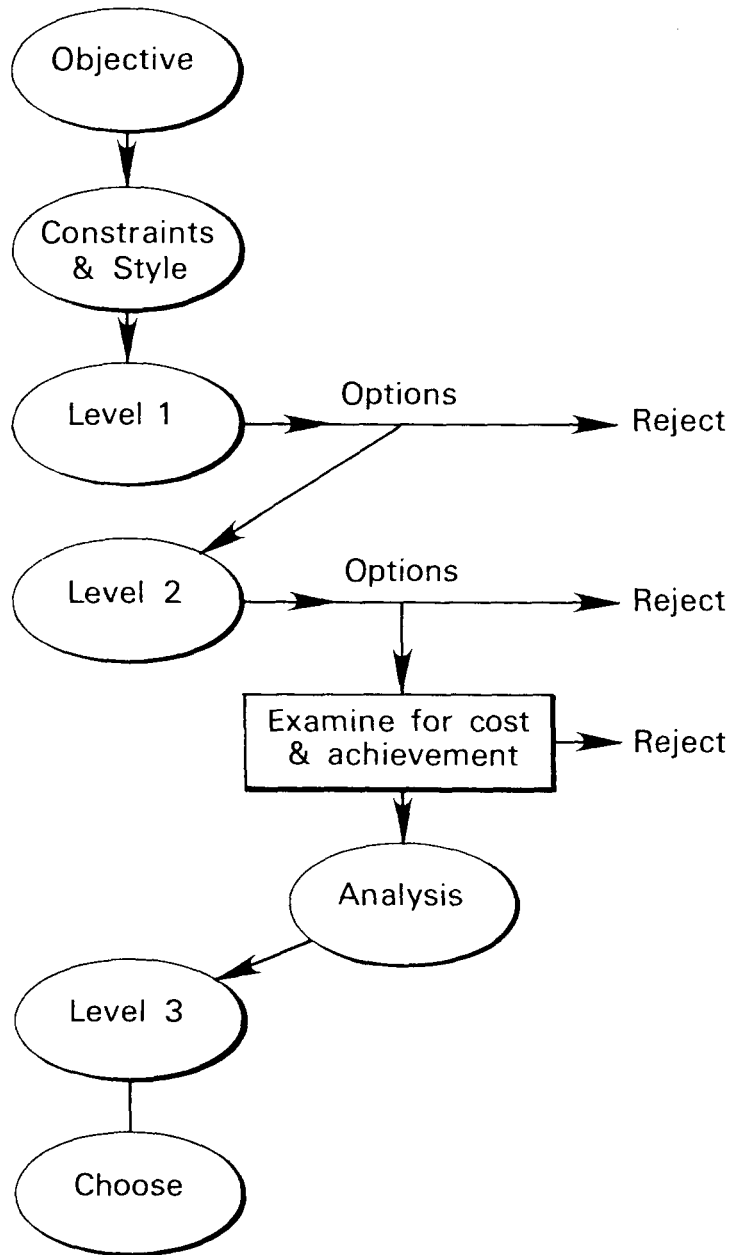 Objective
Constraints
& Style
Level 1
Options
Reject
Level 2
Options
Reject
Examine for cost
& achievement
Reject
Analysis
Level 3
Choose